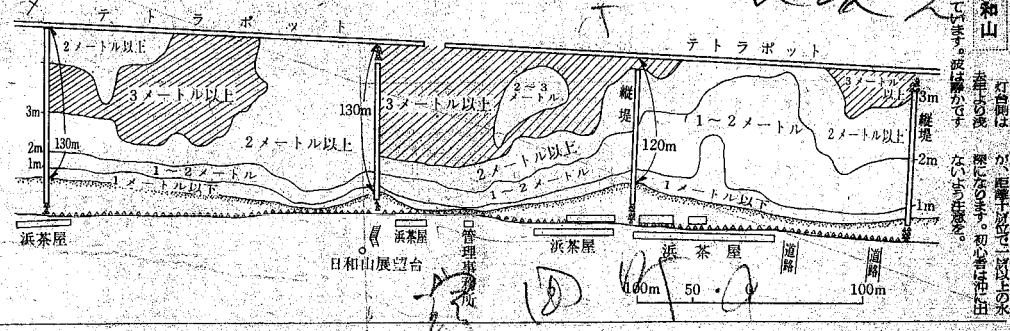 和山
灯台側は
去年より浅
ています。波は静かです
が、距離
以上の水
深になります。初心者は沖に出
ないよう注意を。
テトラポット
テトラポット
2メートル以上
3メートル以上
3m
2m
1m
130m
1～2メートル
1メートル以下
2メートル以上
130m
3メートル以上
2～3メートル
2メートル以上
1～2メートル
縦堤
120m
1～2メートル
1メートル以下
3メートル以上
2メートル以上
3m
縦堤
2m
1m
浜茶屋
日和山展望台
浜茶屋
管理事務所
浜茶屋
浜茶屋
道路
道路
100m 50 0 100m